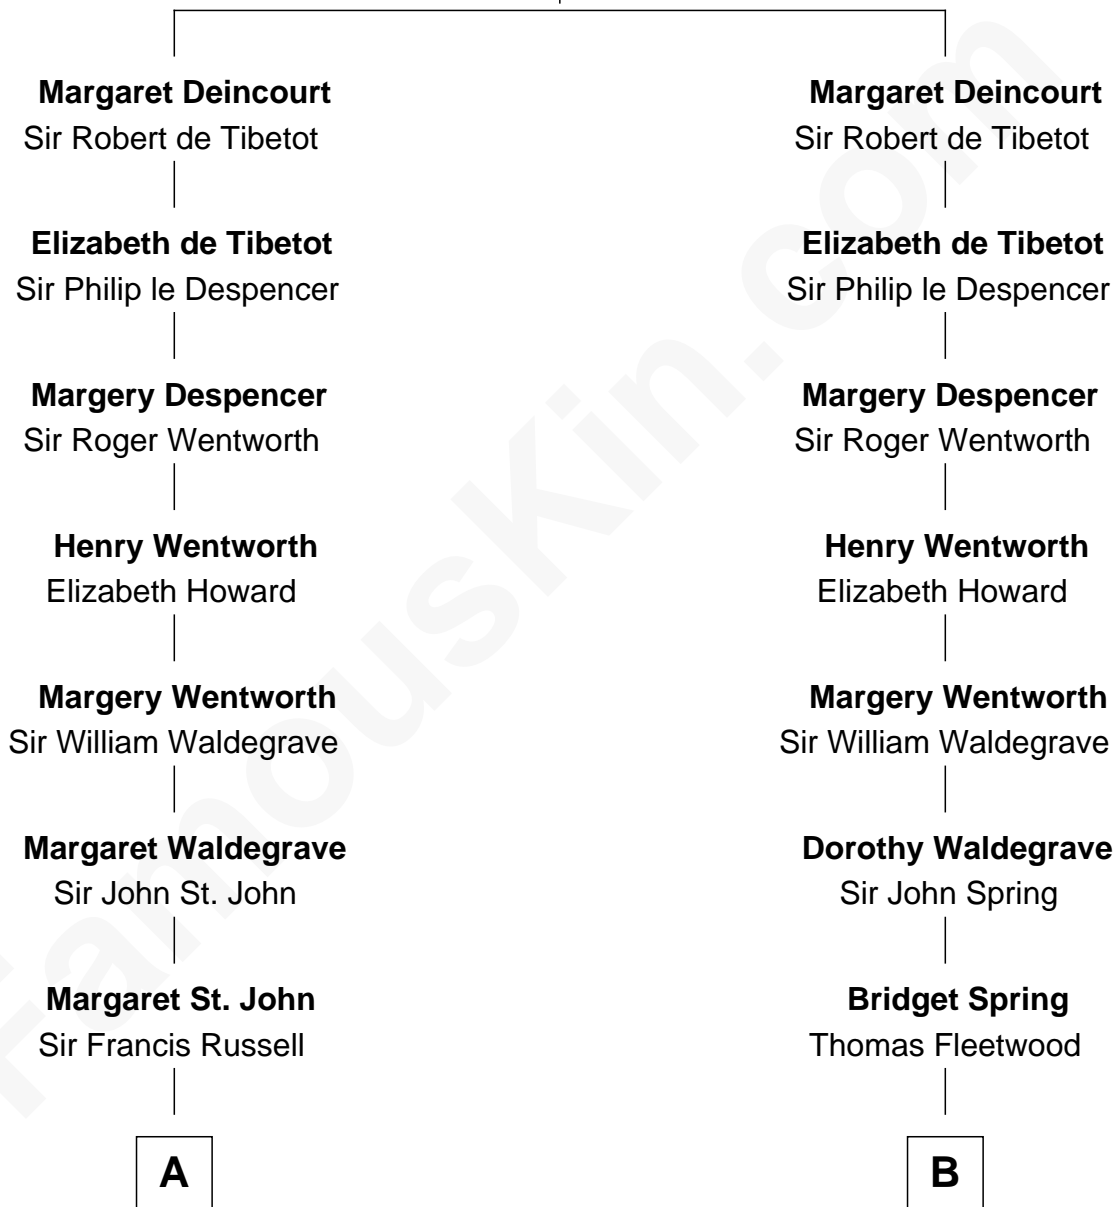 Margaret Deincourt
Sir Robert de Tibetot
Elizabeth de Tibetot
Sir Philip le Despencer
Margery Despencer
Sir Roger Wentworth
Henry Wentworth
Elizabeth Howard
Margery Wentworth
Sir William Waldegrave
Margaret Waldegrave
Sir John St. John
Margaret St. John
Sir Francis Russell
A
Margaret Deincourt
Sir Robert de Tibetot
Elizabeth de Tibetot
Sir Philip le Despencer
Margery Despencer
Sir Roger Wentworth
Henry Wentworth
Elizabeth Howard
Margery Wentworth
Sir William Waldegrave
Dorothy Waldegrave
Sir John Spring
Bridget Spring
Thomas Fleetwood
B
FamousKin.com